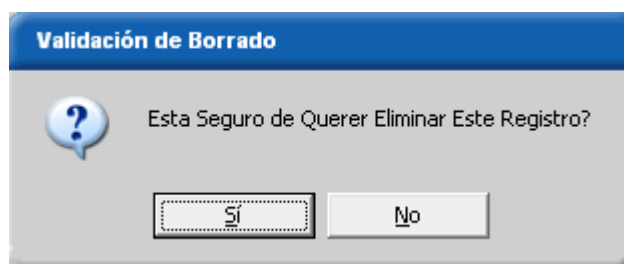 Validación de Borrado
Esta Seguro de Querer Eliminar Este Registro?
Sí
No